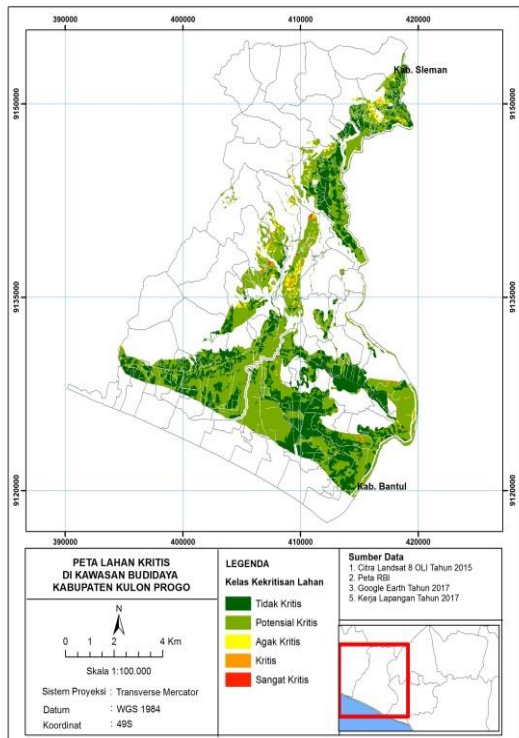 390000 400000 410000 420000
Kab. Sleman
9150000 9150000
9135000 9135000
9120000 9120000
Kab. Bantul
390000 400000 410000 420000
PETA LAHAN KRITIS
DI KAWASAN BUDIDAYA
KABUPATEN KULON PROGO
N
0 1 2 4 Km
Skala 1:100.000
Sistem Proyeksi : Transverse Mercator
Datum : WGS 1984
Koordinat : 49S
LEGENDA
Kelas Kekritisan Lahan
Tidak Kritis
Potensial Kritis
Agak Kritis
Kritis
Sangat Kritis
Sumber Data
1. Citra Landsat 8 OLI Tahun 2015
2. Peta RBI
3. Google Earth Tahun 2017
5. Kerja Lapangan Tahun 2017